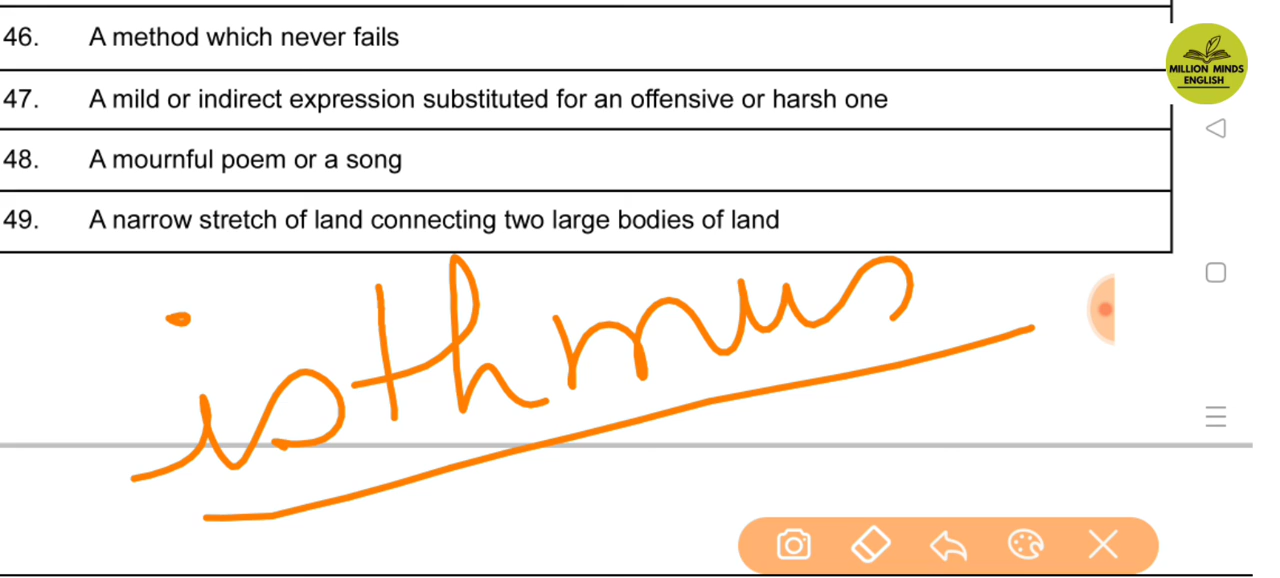 46. A method which never fails
MILLION MINDS
ENGLISH
47. A mild or indirect expression substituted for an offensive or harsh one
48. A mournful poem or a song
49. A narrow stretch of land connecting two large bodies of land
isthmus